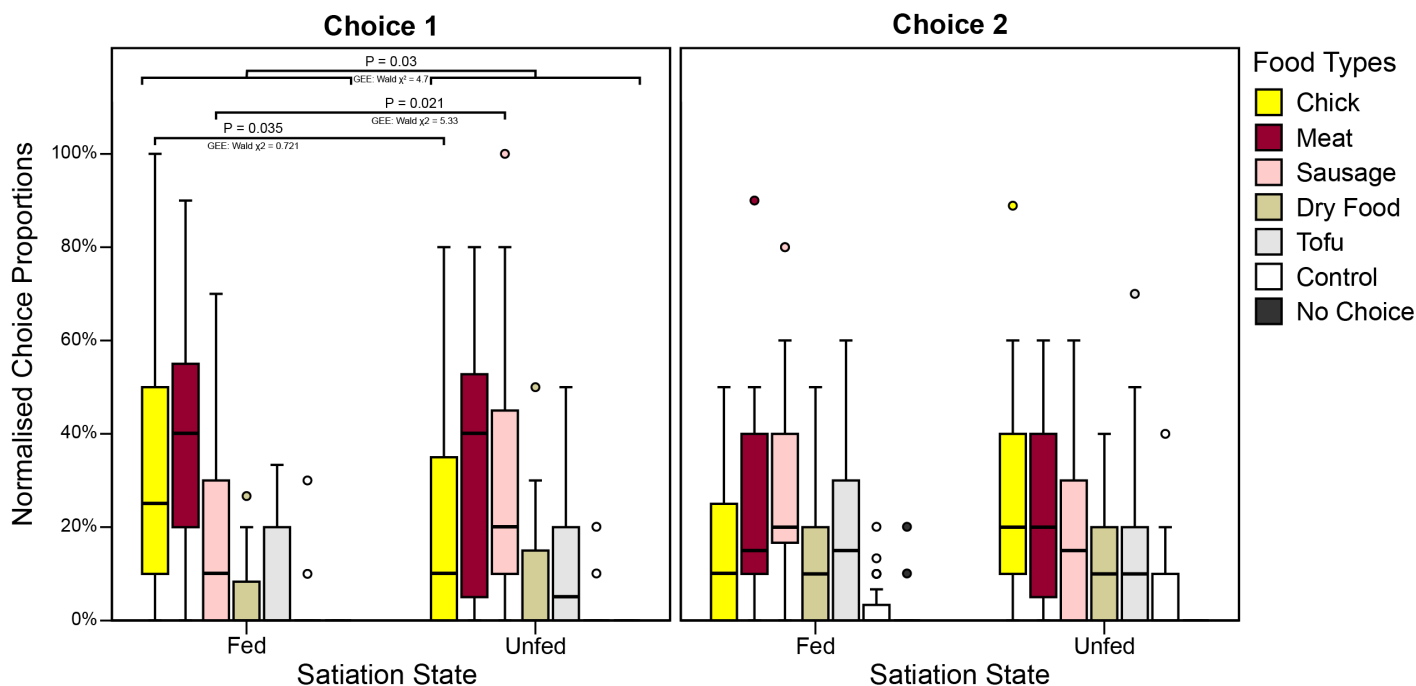 Choice 1
Choice 2
P = 0.03
GEE: Wald χ² = 4.7
P = 0.021
GEE: Wald χ2 = 5.33
P = 0.035
GEE: Wald χ2 = 0.721
Normalised Choice Proportions
100%
80%
60%
40%
20%
0%
Fed
Unfed
Satiation State
Fed
Unfed
Satiation State
Food Types
Chick
Meat
Sausage
Dry Food
Tofu
Control
No Choice